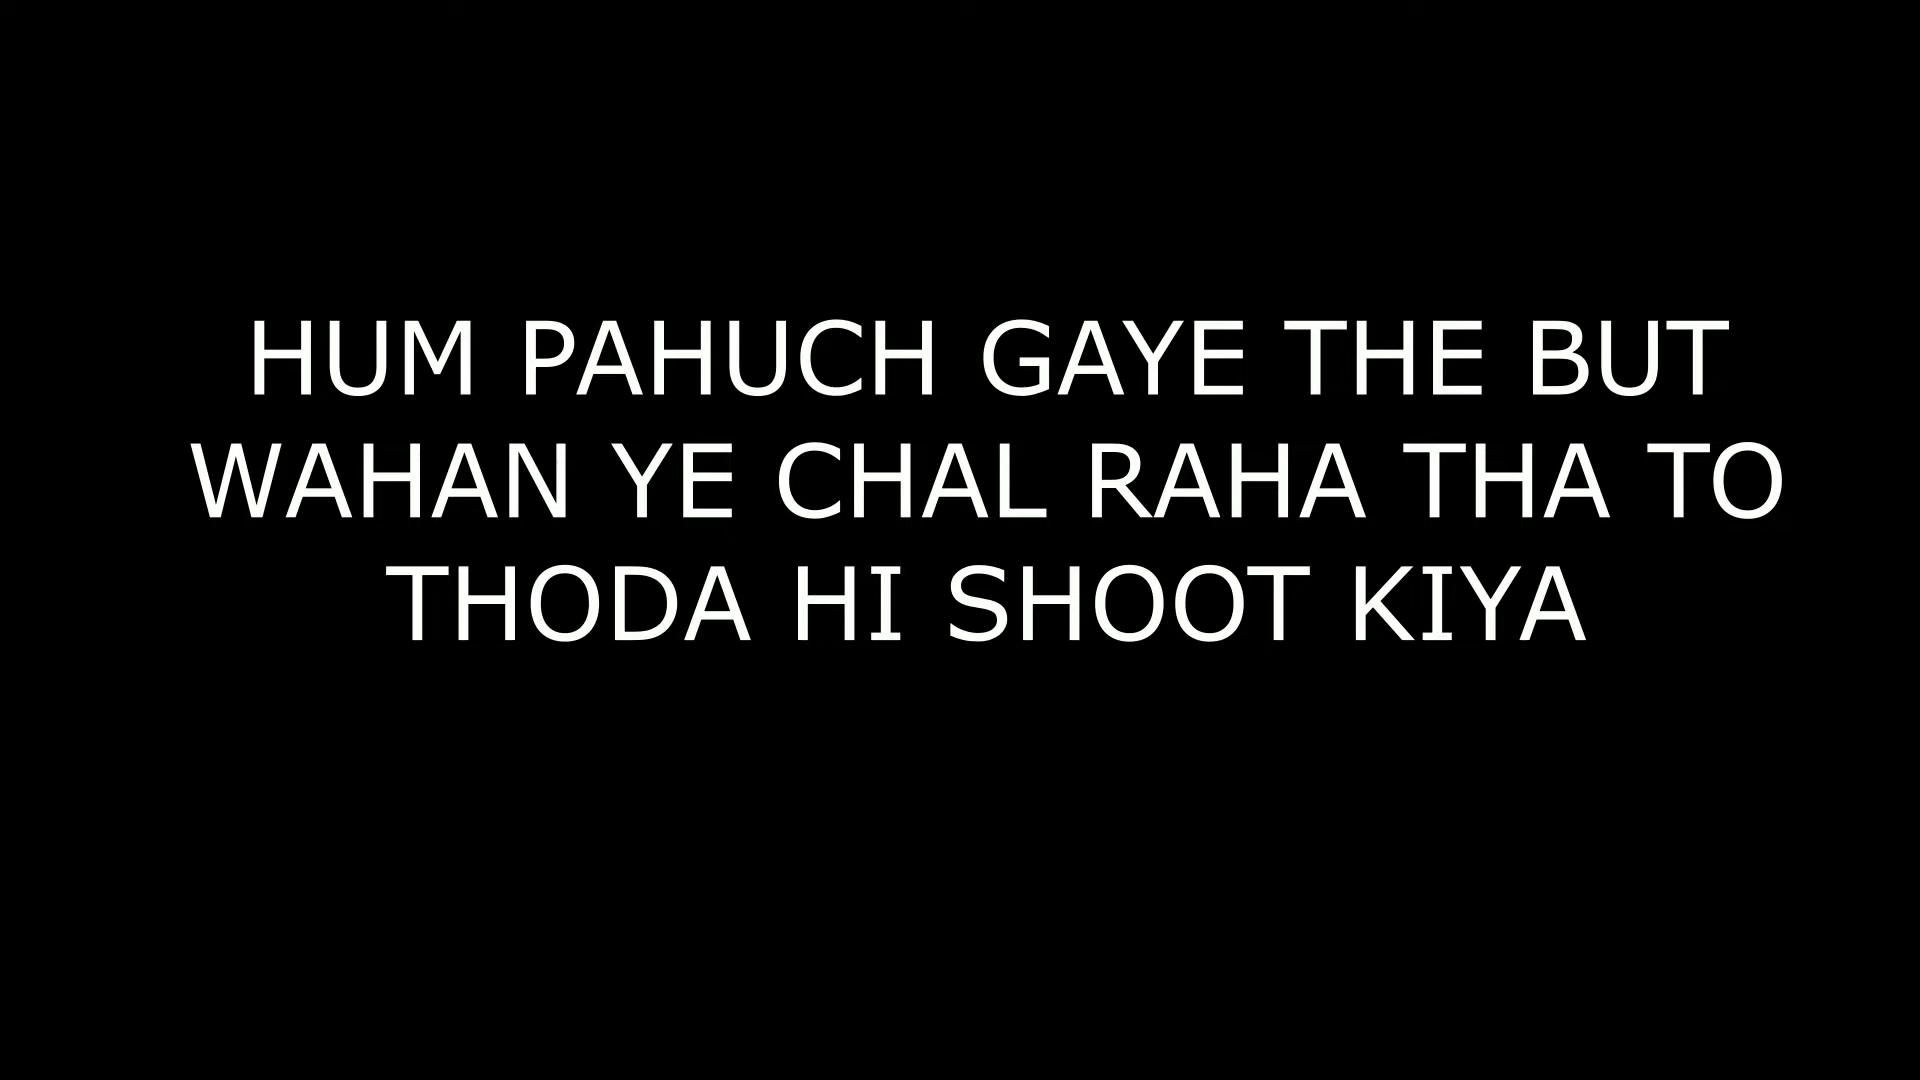 HUM PAHUCH GAYE THE BUT
WAHAN YE CHAL RAHA THA TO
THODA HI SHOOT KIYA